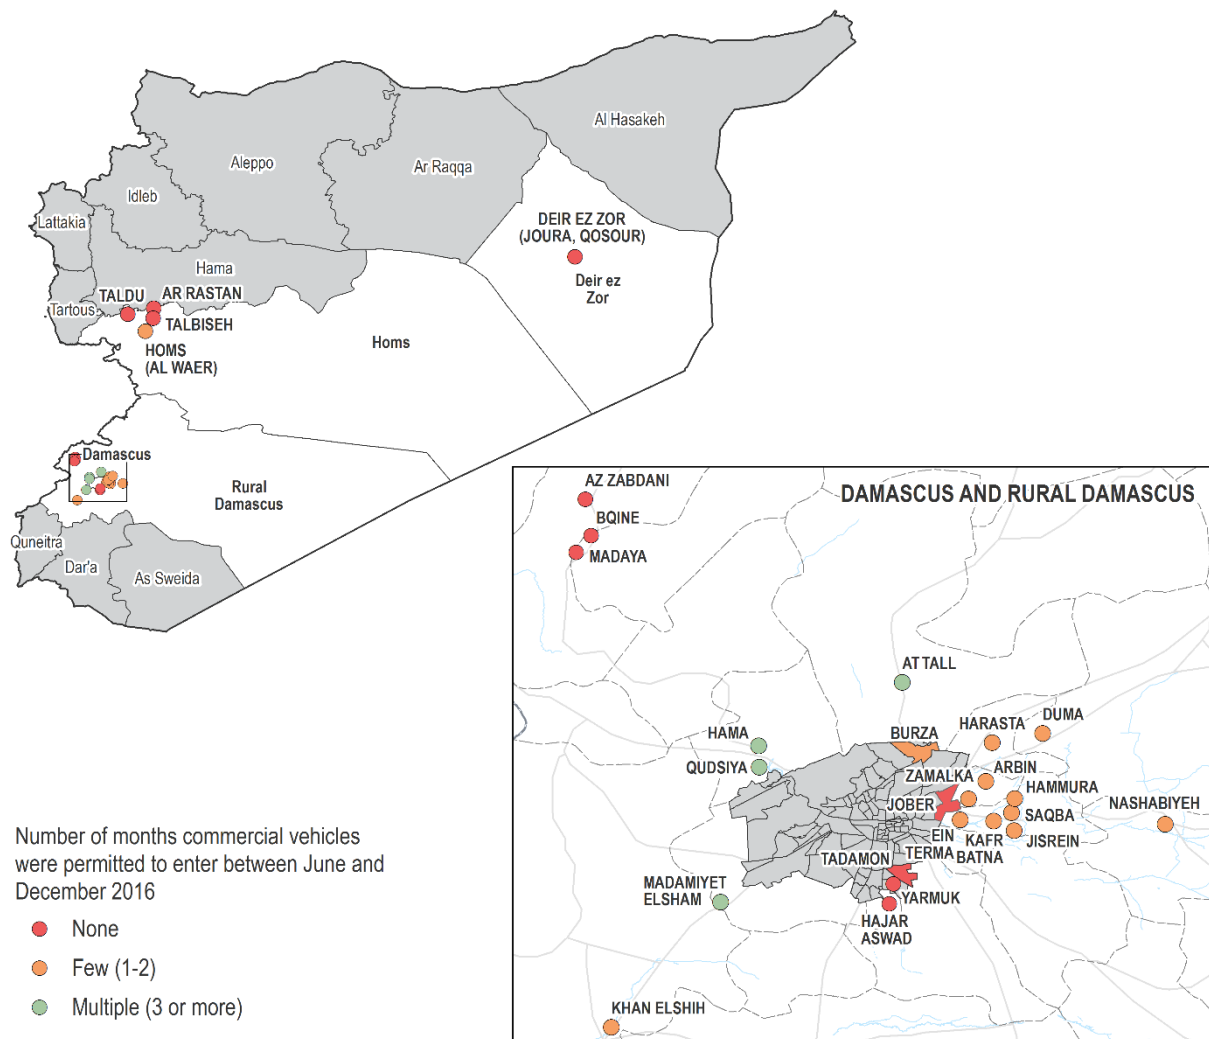 Al Hasakeh
Aleppo
Ar Raqqa
Idleb
Lattakia
DEIR EZ ZOR
(JOURA, QOSOUR)
Hama
Deir ez
Zor
TALDU
AR RASTAN
Tartous
TALBISEH
Homs
HOMS
(AL WAER)
Damascus
Rural
Damascus
Quneitra
Dar'a
As Sweida
DAMASCUS AND RURAL DAMASCUS
AZ ZABDANI
BQINE
MADAYA
AT TALL
DUMA
HARASTA
HAMA
BURZA
QUDSIYA
ZAMALKA
ARBIN
HAMMURA
JOBER
NASHABIYEH
SAQBA
EIN
TERMA
KAFR
BATNA
JISREIN
TADAMON
MADAMIYET
ELSHAM
YARMUK
HAJAR
ASWAD
KHAN ELSHIH
Number of months commercial vehicles
were permitted to enter between June and
December 2016
None
Few (1-2)
Multiple (3 or more)